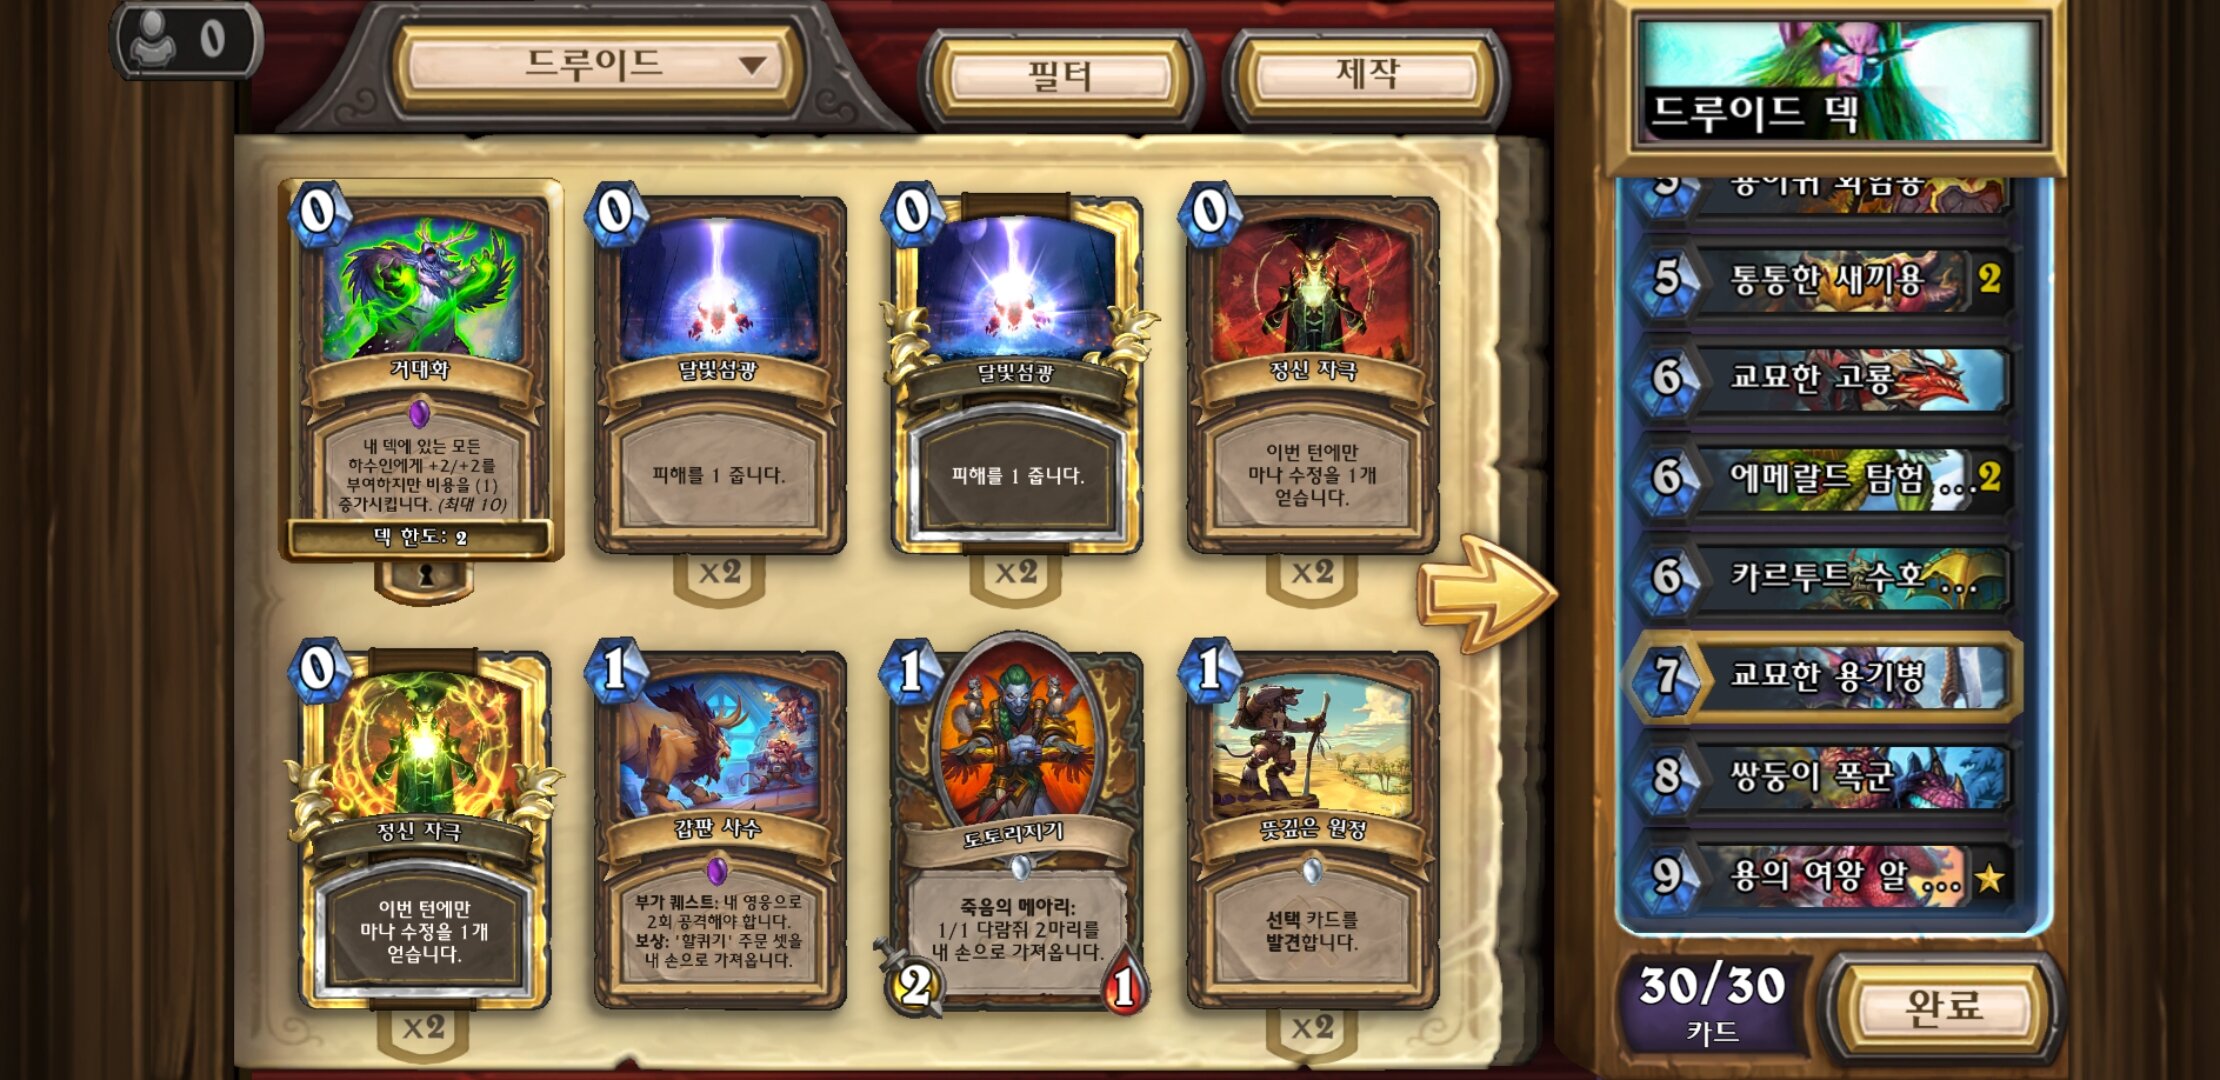 0
드루이드
필터
제작
드루이드 덱
0
거대화
내 덱에 있는 모든
하수인에게 +2/+2를
부여하지만 비용을 (1)
증가시킵니다. (최대 10)
덱 한도: 2
0
달빛섬광
피해를 1 줍니다.
x2
0
달빛섬광
피해를 1 줍니다.
x2
0
정신 자극
이번 턴에만
마나 수정을 1개
얻습니다.
x2
0
정신 자극
이번 턴에만
마나 수정을 1개
얻습니다.
x2
1
갑판 사수
부가 퀘스트: 내 영웅으로
2회 공격해야 합니다.
보상: '할퀴기' 주문 셋을
내 손으로 가져옵니다.
1
도토리지기
죽음의 메아리:
1/1 다람쥐 2마리를
내 손으로 가져옵니다.
2
1
1
뜻깊은 원정
선택 카드를
발견합니다.
x2
5 통통한 새끼용 2
6 교묘한 고룡
6 에메랄드 탐험 ... 2
6 카르투트 수호 ...
7 교묘한 용기병
8 쌍둥이 폭군
9 용의 여왕 알 ...
30/30
카드
완료